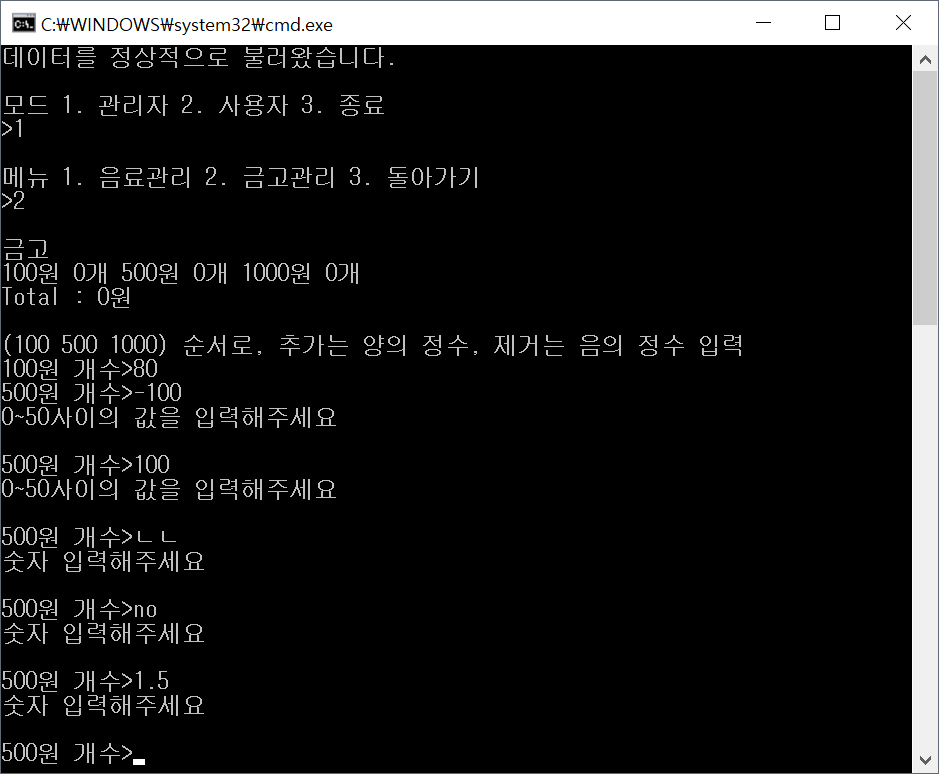 C:\WINDOWS\system32\cmd.exe
데이터를 정상적으로 불러왔습니다.
모드 1. 관리자 2. 사용자 3. 종료
>1
메뉴 1. 음료관리 2. 금고관리 3. 돌아가기
>2
금고
100원 0개 500원 0개 1000원 0개
Total : 0원
(100 500 1000) 순서로, 추가는 양의 정수, 제거는 음의 정수 입력
100원 개수>80
500원 개수>-100
0~50사이의 값을 입력해주세요
500원 개수>100
0~50사이의 값을 입력해주세요
500원 개수>ㄴㄴ
숫자 입력해주세요
500원 개수>no
숫자 입력해주세요
500원 개수>1.5
숫자 입력해주세요
500원 개수>